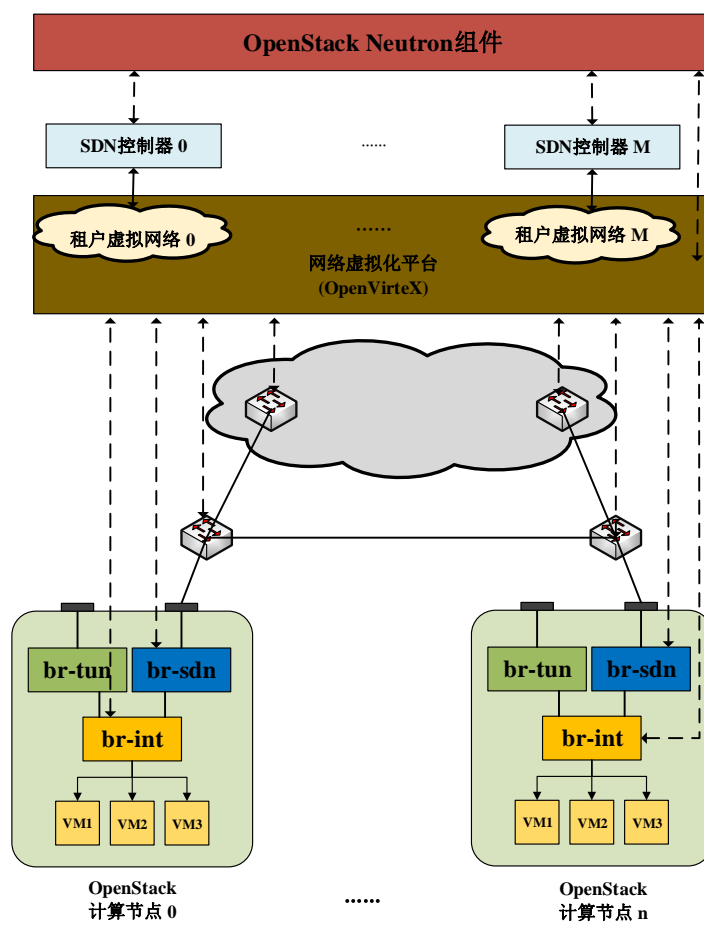 OpenStack Neutron组件
SDN控制器 0
......
SDN控制器 M
租户虚拟网络 0
......
租户虚拟网络 M
网络虚拟化平台
(OpenVirteX)
br-tun
br-sdn
br-int
VM1
VM2
VM3
br-tun
br-sdn
br-int
VM1
VM2
VM3
OpenStack
计算节点 0
......
OpenStack
计算节点 n